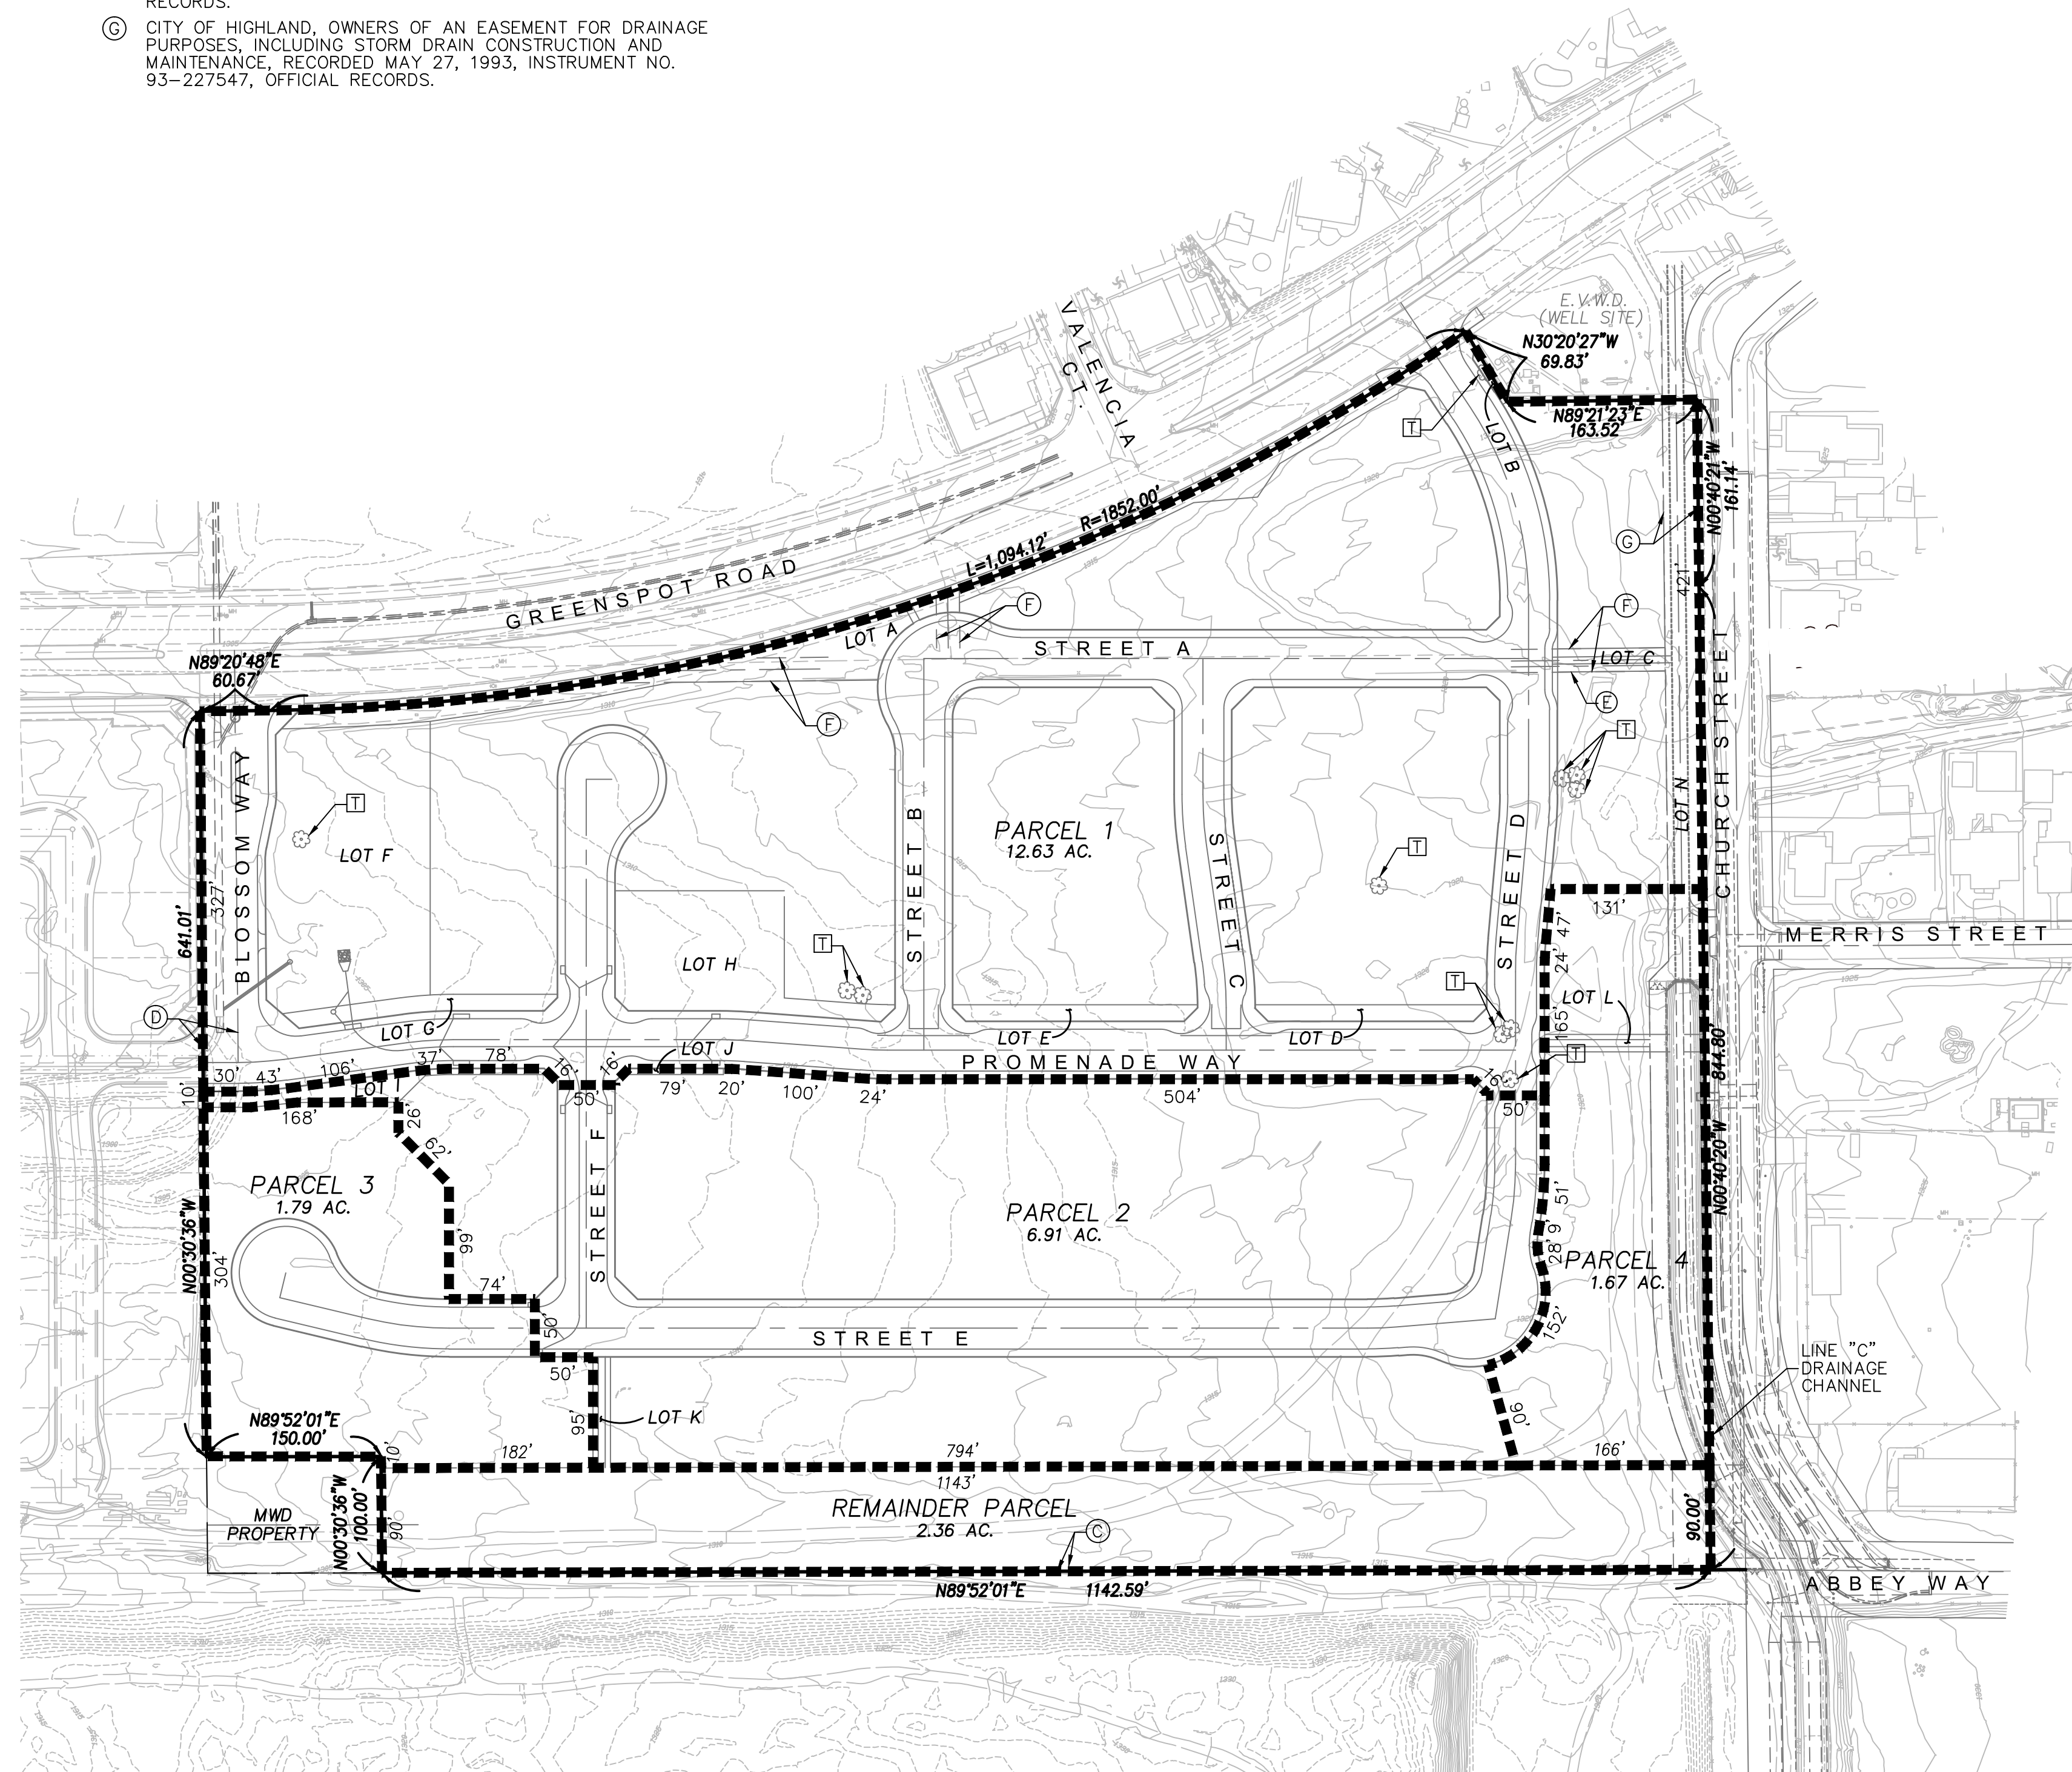 RECORDS.
G CITY OF HIGHLAND, OWNERS OF AN EASEMENT FOR DRAINAGE
PURPOSES, INCLUDING STORM DRAIN CONSTRUCTION AND
MAINTENANCE, RECORDED MAY 27, 1993, INSTRUMENT NO.
93-227547, OFFICIAL RECORDS.
E.V.W.D.
(WELL SITE)
N30°20'27"W
69.83'
VALENCIA
CT.
N89°21'23"E
163.52'
T
LOT B
N00°40'21"W
161.14'
G
421'
R=1852.00'
L=1,094.12'
GREENSPOT ROAD
LOT A
F
STREET A
F
LOT C
E
T
N89°20'48"E
60.67'
F
BLOSSOM WAY
T
LOT F
327'
641.01'
STREET B
PARCEL 1
12.63 AC.
STREET C
T
STREET D
LOT N
CHURCH STREET
131'
47'
24'
165'
MERRIS STREET
LOT H
T
T
LOT L
D
LOT G
LOT E
LOT D
LOT J
PROMENADE WAY
T
844.80'
10'
30'
43'
106'
37'
78'
16'
50'
16'
79'
20'
100'
24'
504'
16'
50'
LOT
168'
26'
62'
PARCEL 3
1.79 AC.
99'
74'
STREET F
PARCEL 2
6.91 AC.
51'
9'
28'
PARCEL 4
1.67 AC.
N00°40'20"W
N00°30'36"W
304'
50'
STREET E
152'
50'
95'
LOT K
90'
LINE "C"
DRAINAGE
CHANNEL
N89°52'01"E
150.00'
10'
182'
794'
166'
1143'
MWD
PROPERTY
N00°30'36"W
100.00'
90'
REMAINDER PARCEL
2.36 AC.
C
90.00'
N89°52'01"E 1142.59'
ABBEY WAY